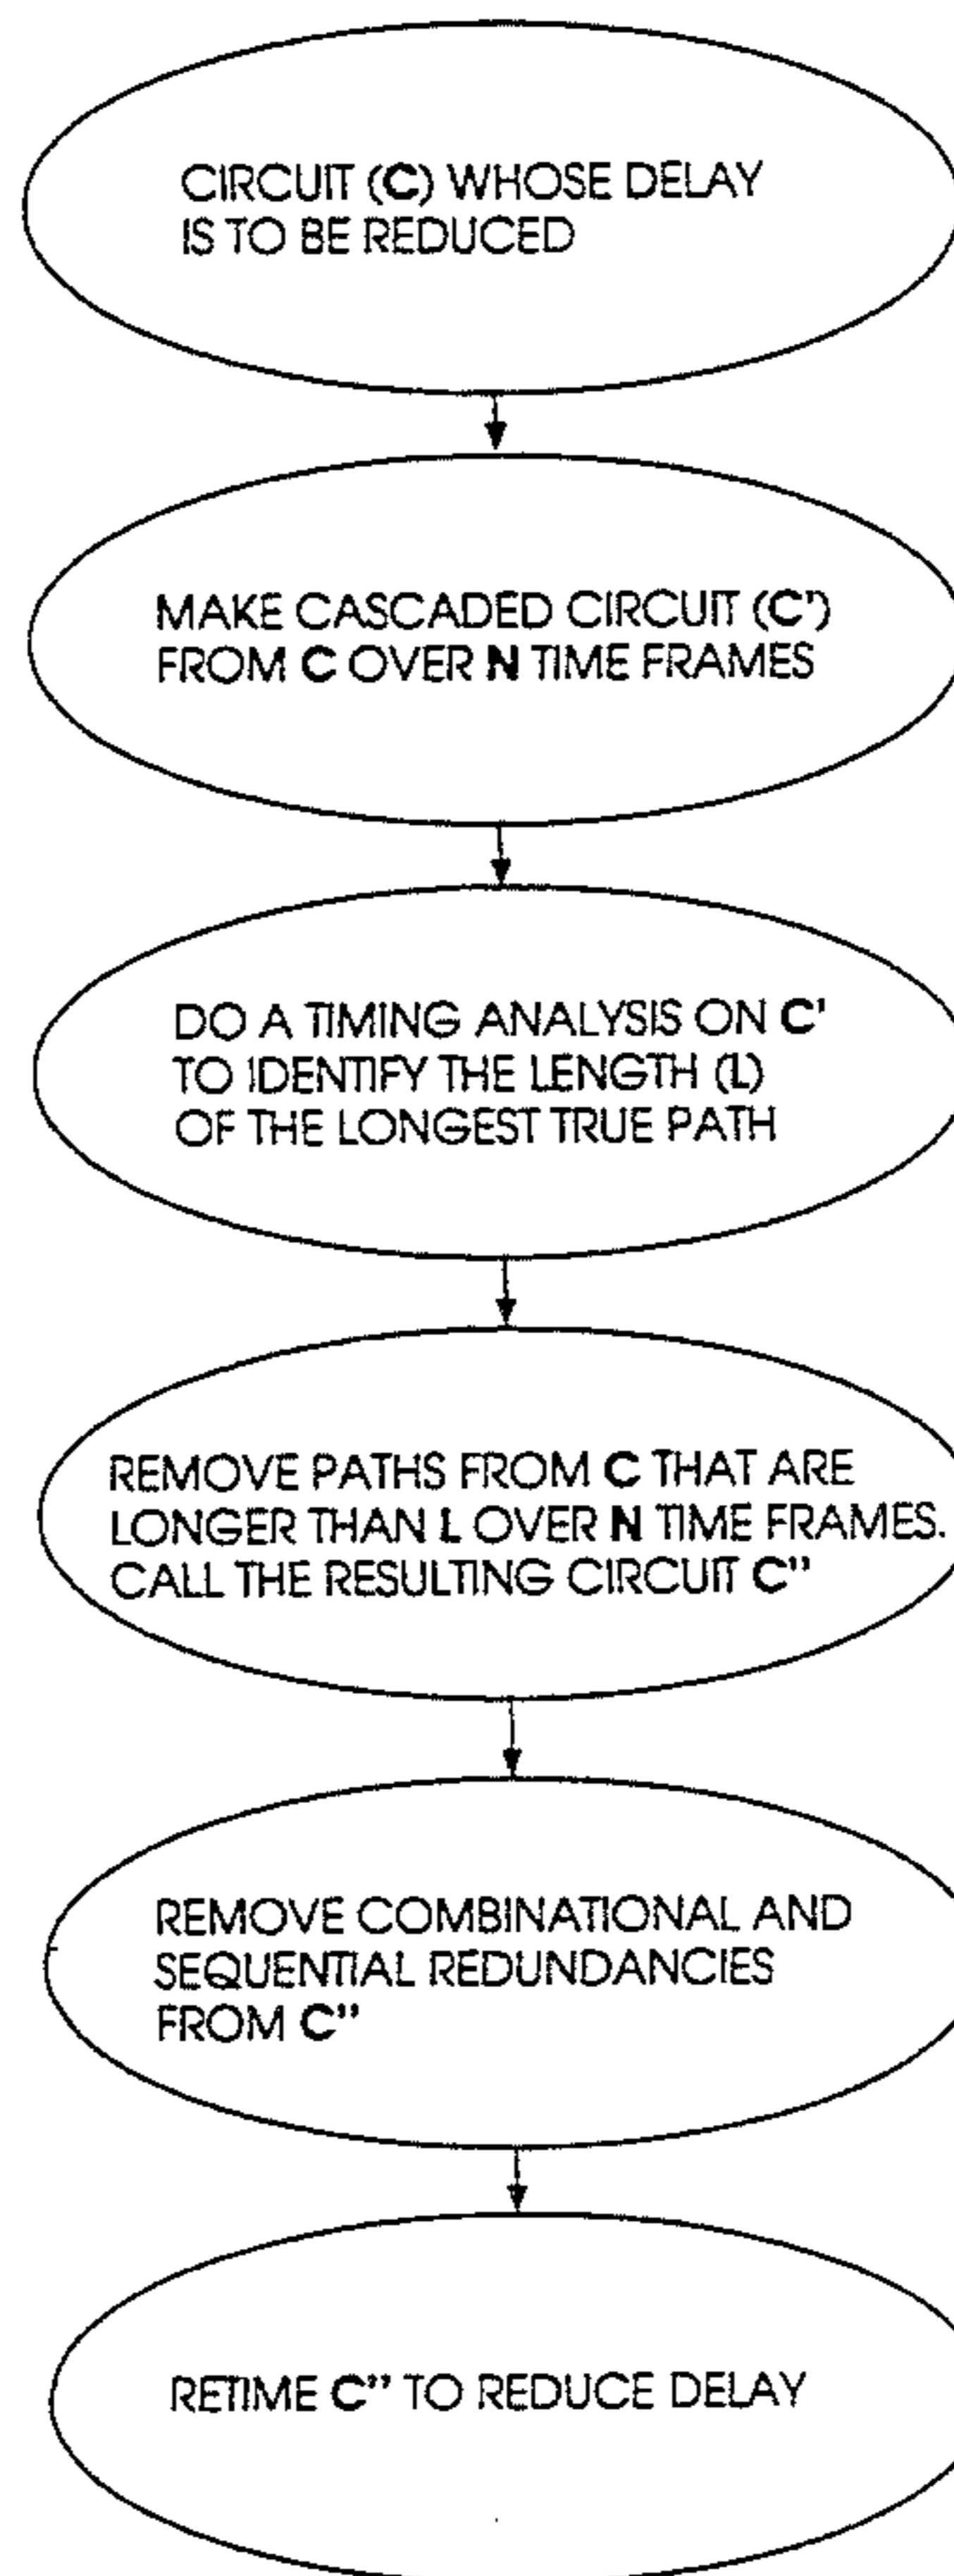 CIRCUIT (C) WHOSE DELAY
IS TO BE REDUCED
MAKE CASCADED CIRCUIT (C')
FROM C OVER N TIME FRAMES
DO A TIMING ANALYSIS ON C'
TO IDENTIFY THE LENGTH (L)
OF THE LONGEST TRUE PATH
REMOVE PATHS FROM C THAT ARE
LONGER THAN L OVER N TIME FRAMES.
CALL THE RESULTING CIRCUIT C"
REMOVE COMBINATIONAL AND
SEQUENTIAL REDUNDANCIES
FROM C"
RETIME C" TO REDUCE DELAY